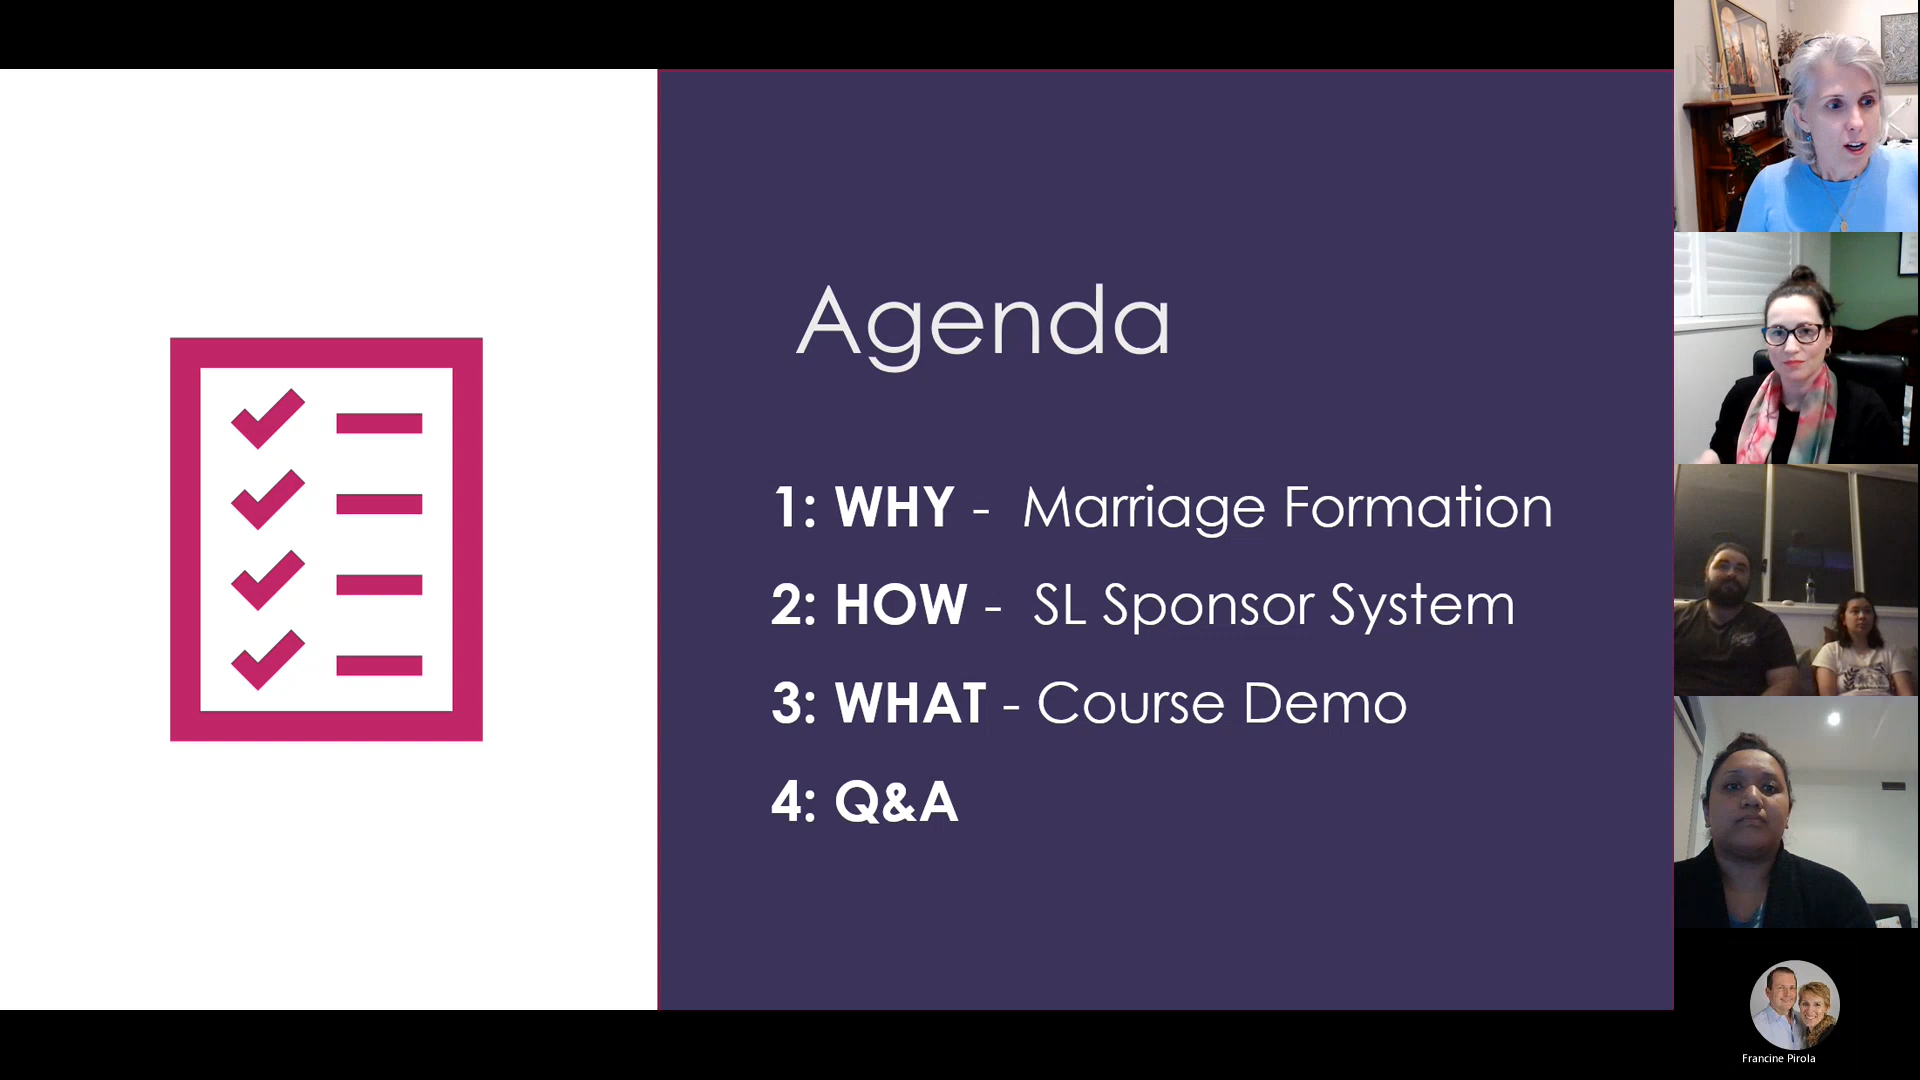 Agenda
1: WHY - Marriage Formation
2: HOW - SL Sponsor System
3: WHAT - Course Demo
4: Q&A
Francine Pirola